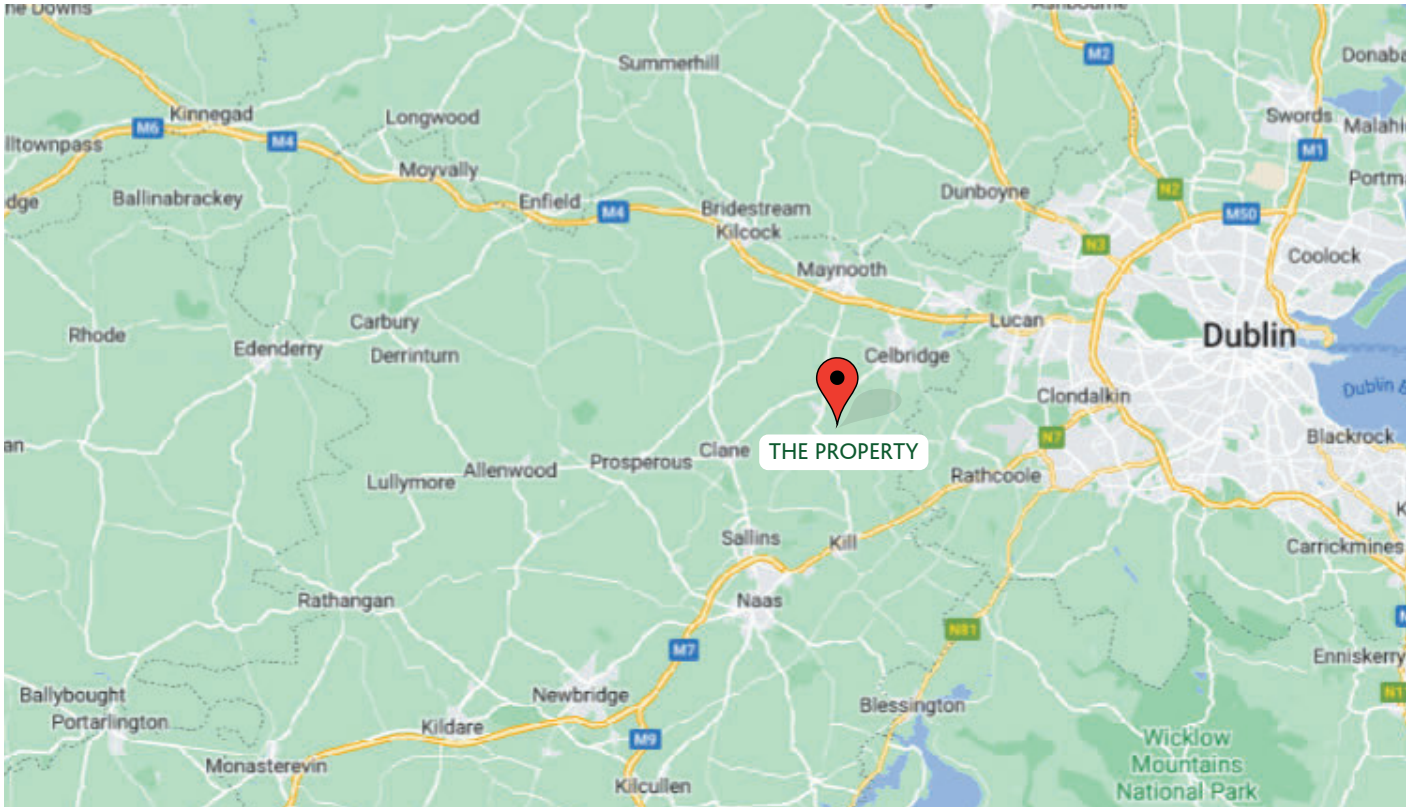 ne Downs
Ashbourne
Summerhill
M2
Donaba
Kinnegad
Longwood
M6
M4
Swords
Malahi
lltownpass
M1
Moyvally
Portm
Ballinabrackey
dge
Enfield
M4
Bridestream
Kilcock
Dunboyne
N2
M50
N3
Coolock
Maynooth
Rhode
Carbury
Lucan
Dublin
Edenderry
Derrinturn
Celbridge
Dublin B
Clondalkin
N7
Blackrock
an
THE PROPERTY
Clane
Prosperous
Allenwood
Lullymore
Rathcoole
K
Sallins
Kill
Carrickmines
Rathangan
Naas
N81
M7
Enniskerry
Ballybought
Portarlington
Newbridge
N1
Blessington
Kildare
M9
Wicklow
Mountains
National Park
Monasterevin
Kilcullen